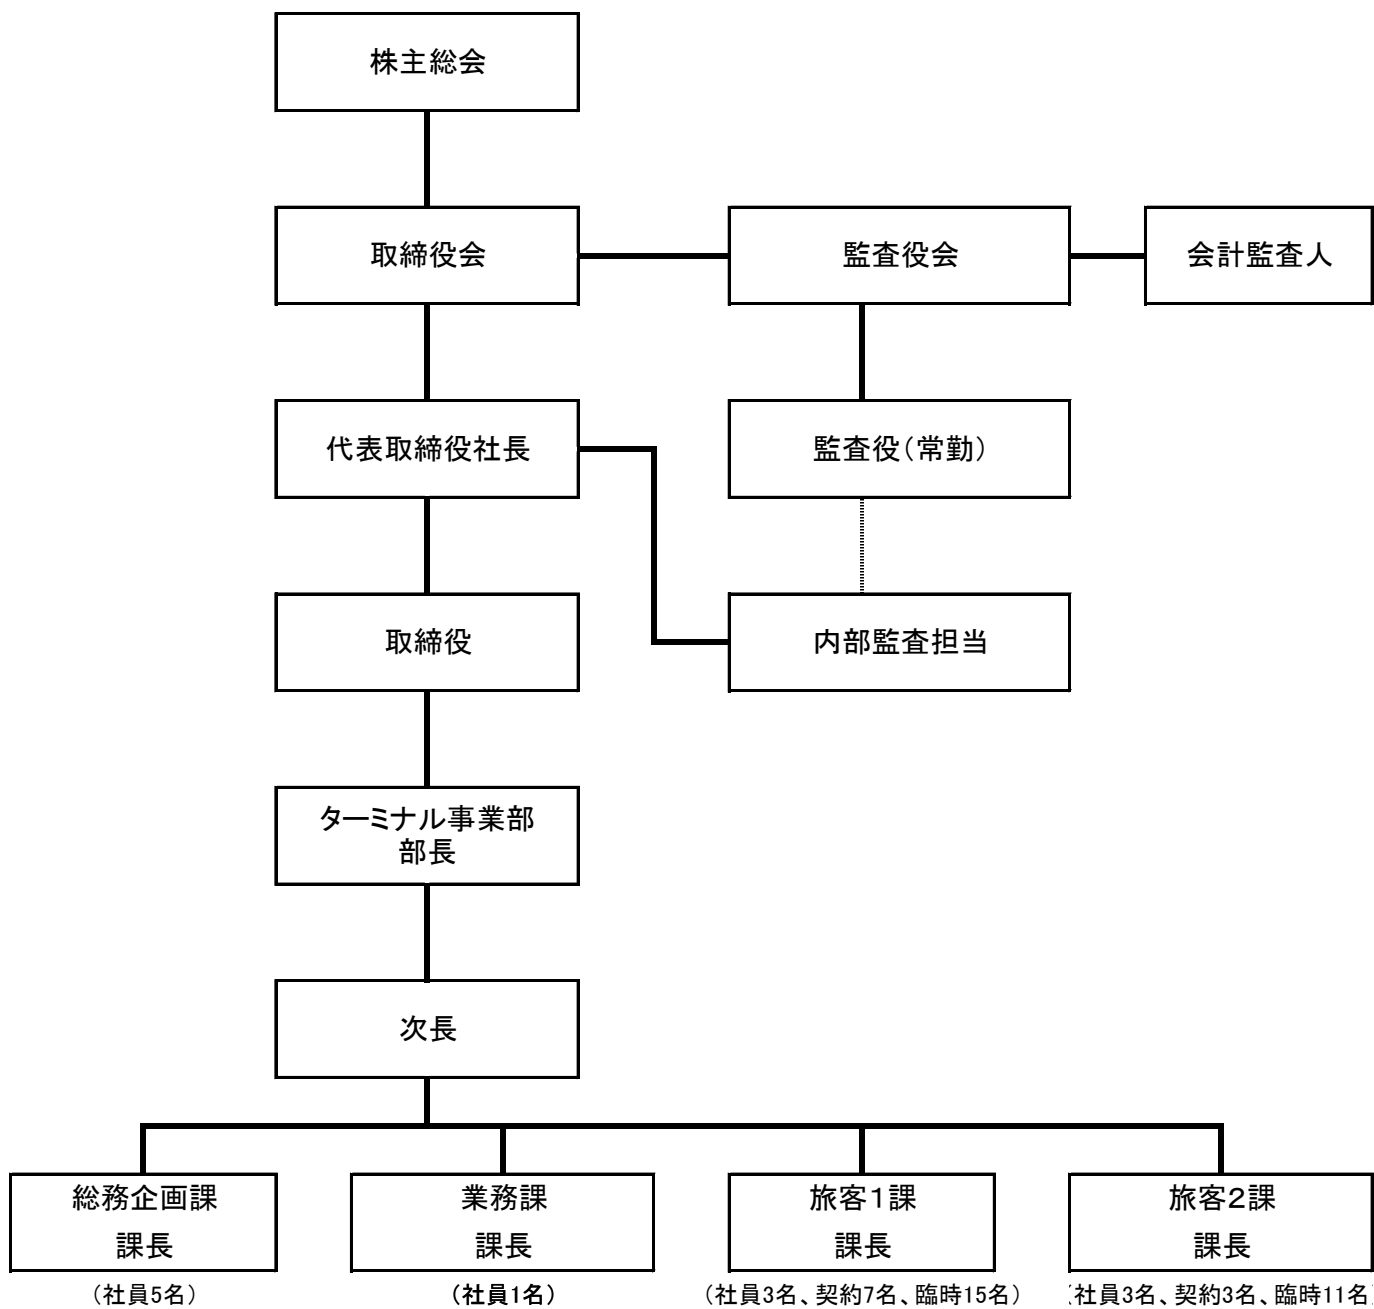 株主総会
取締役会
監査役会
会計監査人
代表取締役社長
監査役（常勤）
取締役
内部監査担当
ターミナル事業部
部長
次長
総務企画課
課長
業務課
課長
旅客１課
課長
旅客２課
課長
（社員5名）
（社員1名）
（社員3名、契約7名、臨時15名）
（社員3名、契約3名、臨時11名）